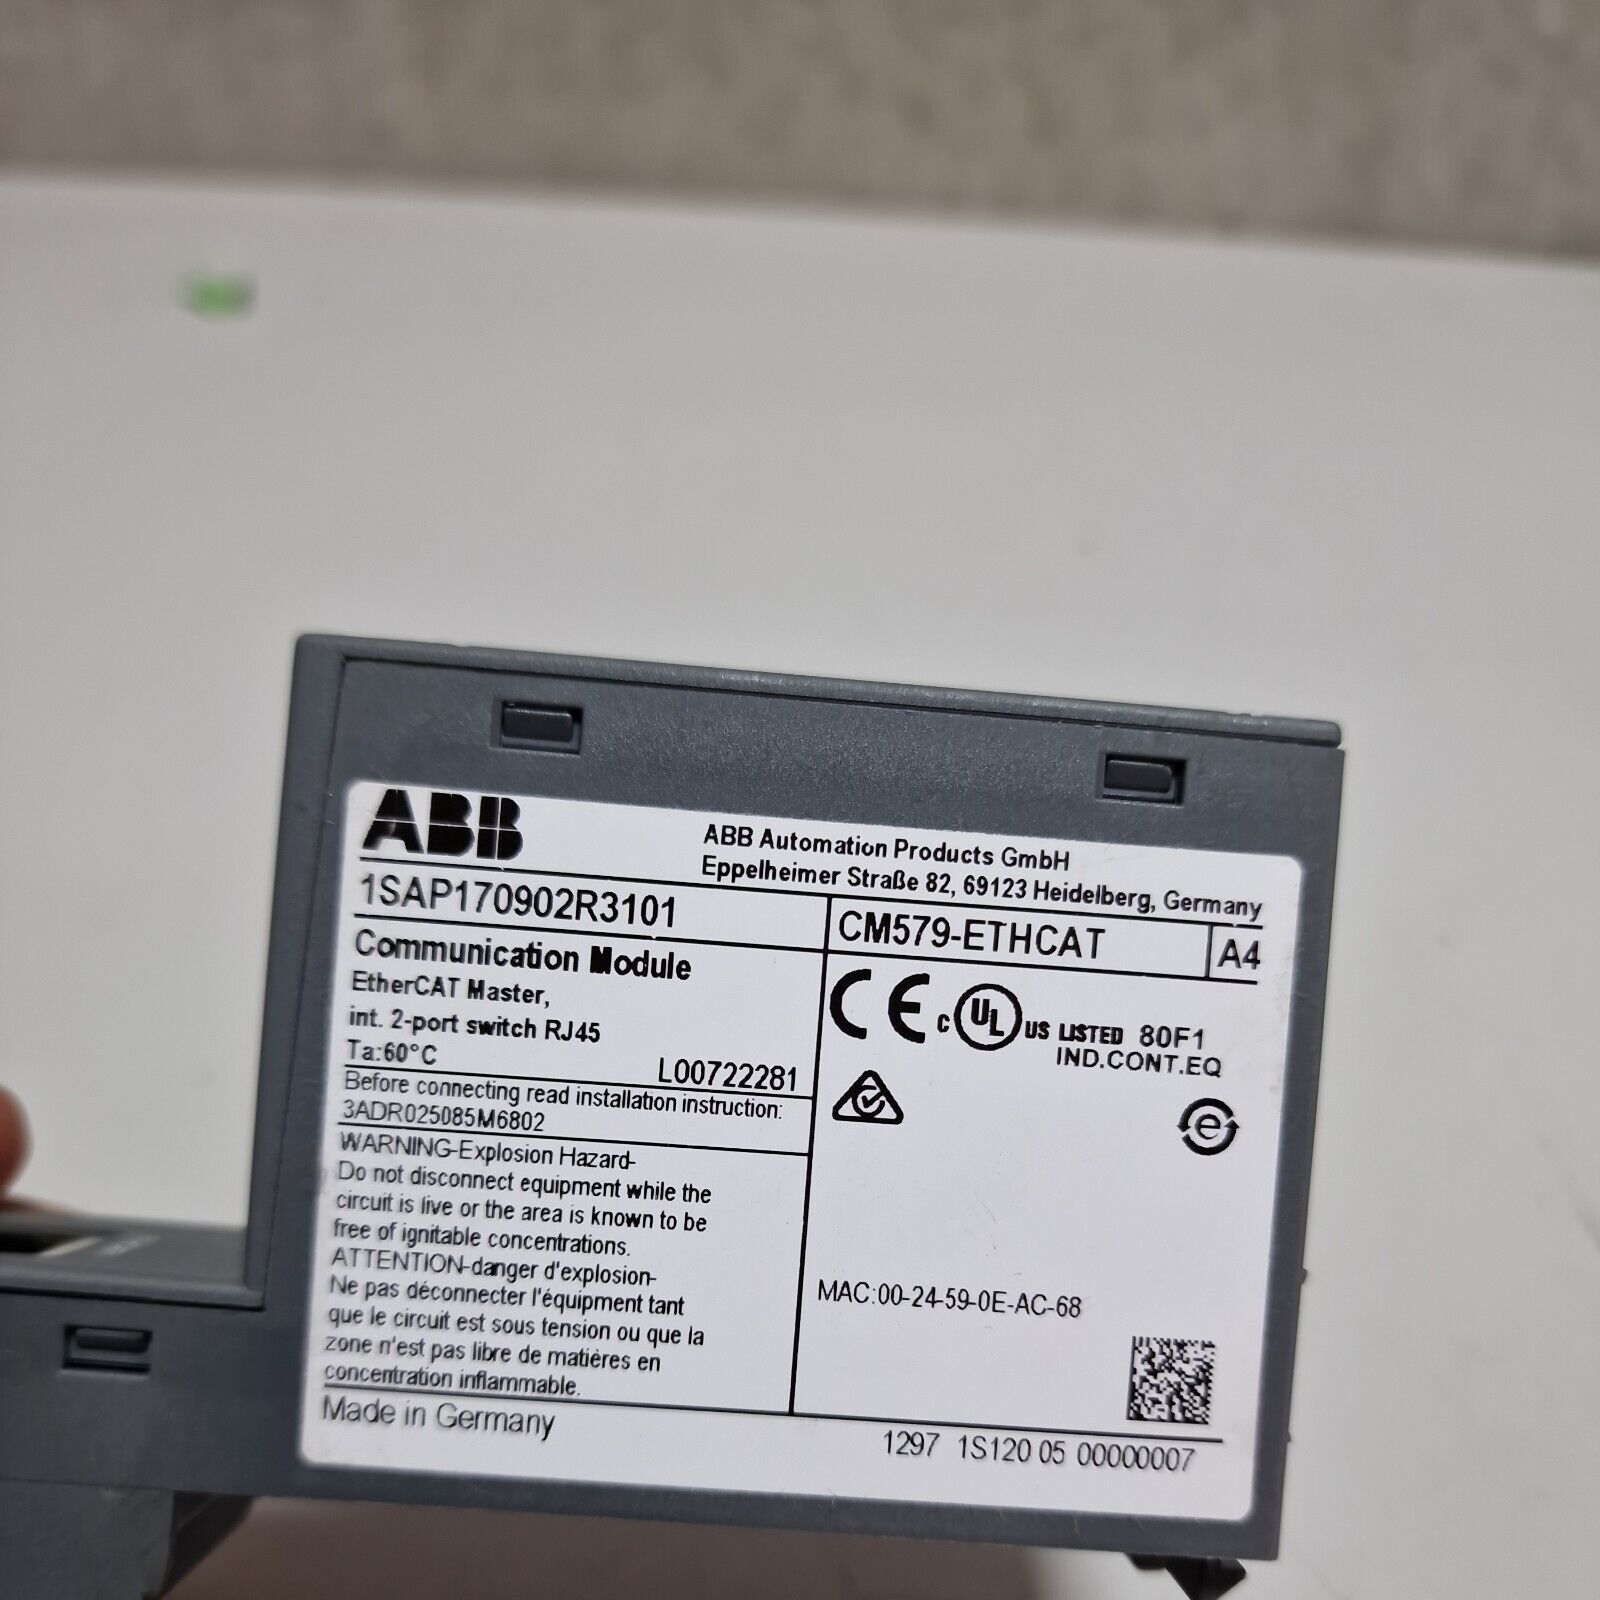 ABB
ABB Automation Products GmbH
Eppelheimer Straße 82, 69123 Heidelberg, Germany
1SAP170902R3101
CM579-ETHCAT
A4
Communication Module
EtherCAT Master,
int. 2-port switch RJ45
Ta:60°C
L00722281
Before connecting read installation instruction:
3ADR025085M6802
WARNING-Explosion Hazard-
Do not disconnect equipment while the
circuit is live or the area is known to be
free of ignitable concentrations.
ATTENTION-danger d'explosion-
Ne pas déconnecter l'équipment tant
que le circuit est sous tension ou que la
zone n'est pas libre de matières en
concentration inflammable.
Made in Germany
CE
c UL US LISTED 80F1
IND.CONT.EQ
e
MAC:00-24-59-0E-AC-68
1297 1S120 05 00000007